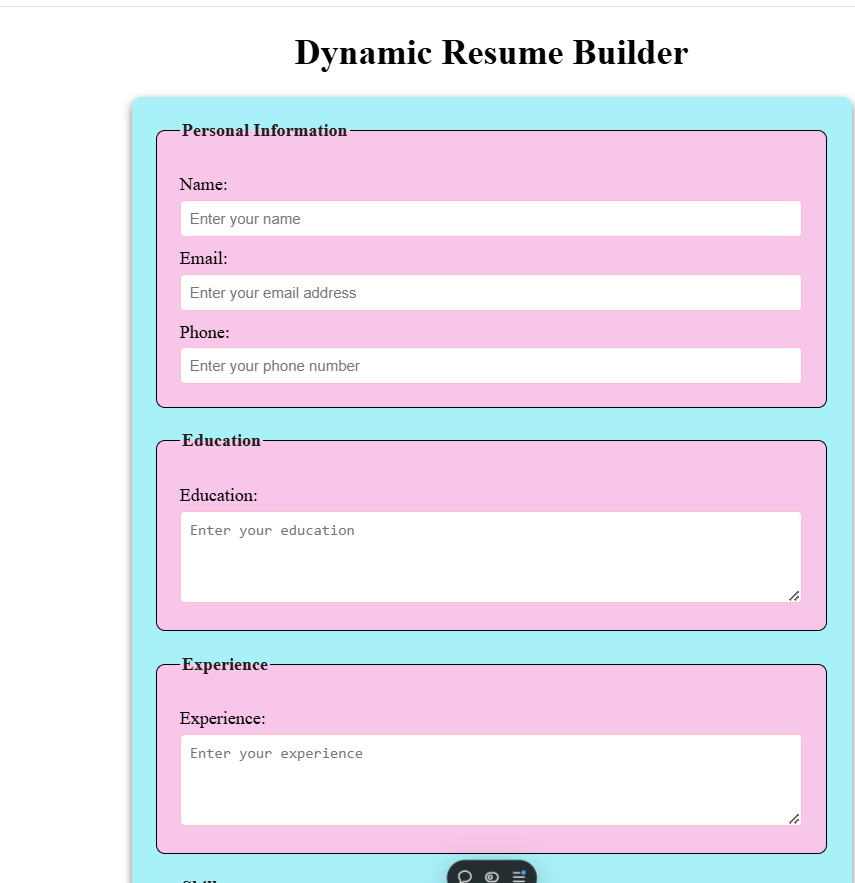 Dynamic Resume Builder
Personal Information
Name:
Enter your name
Email:
Enter your email address
Phone:
Enter your phone number
Education
Education:
Enter your education
Experience
Experience:
Enter your experience